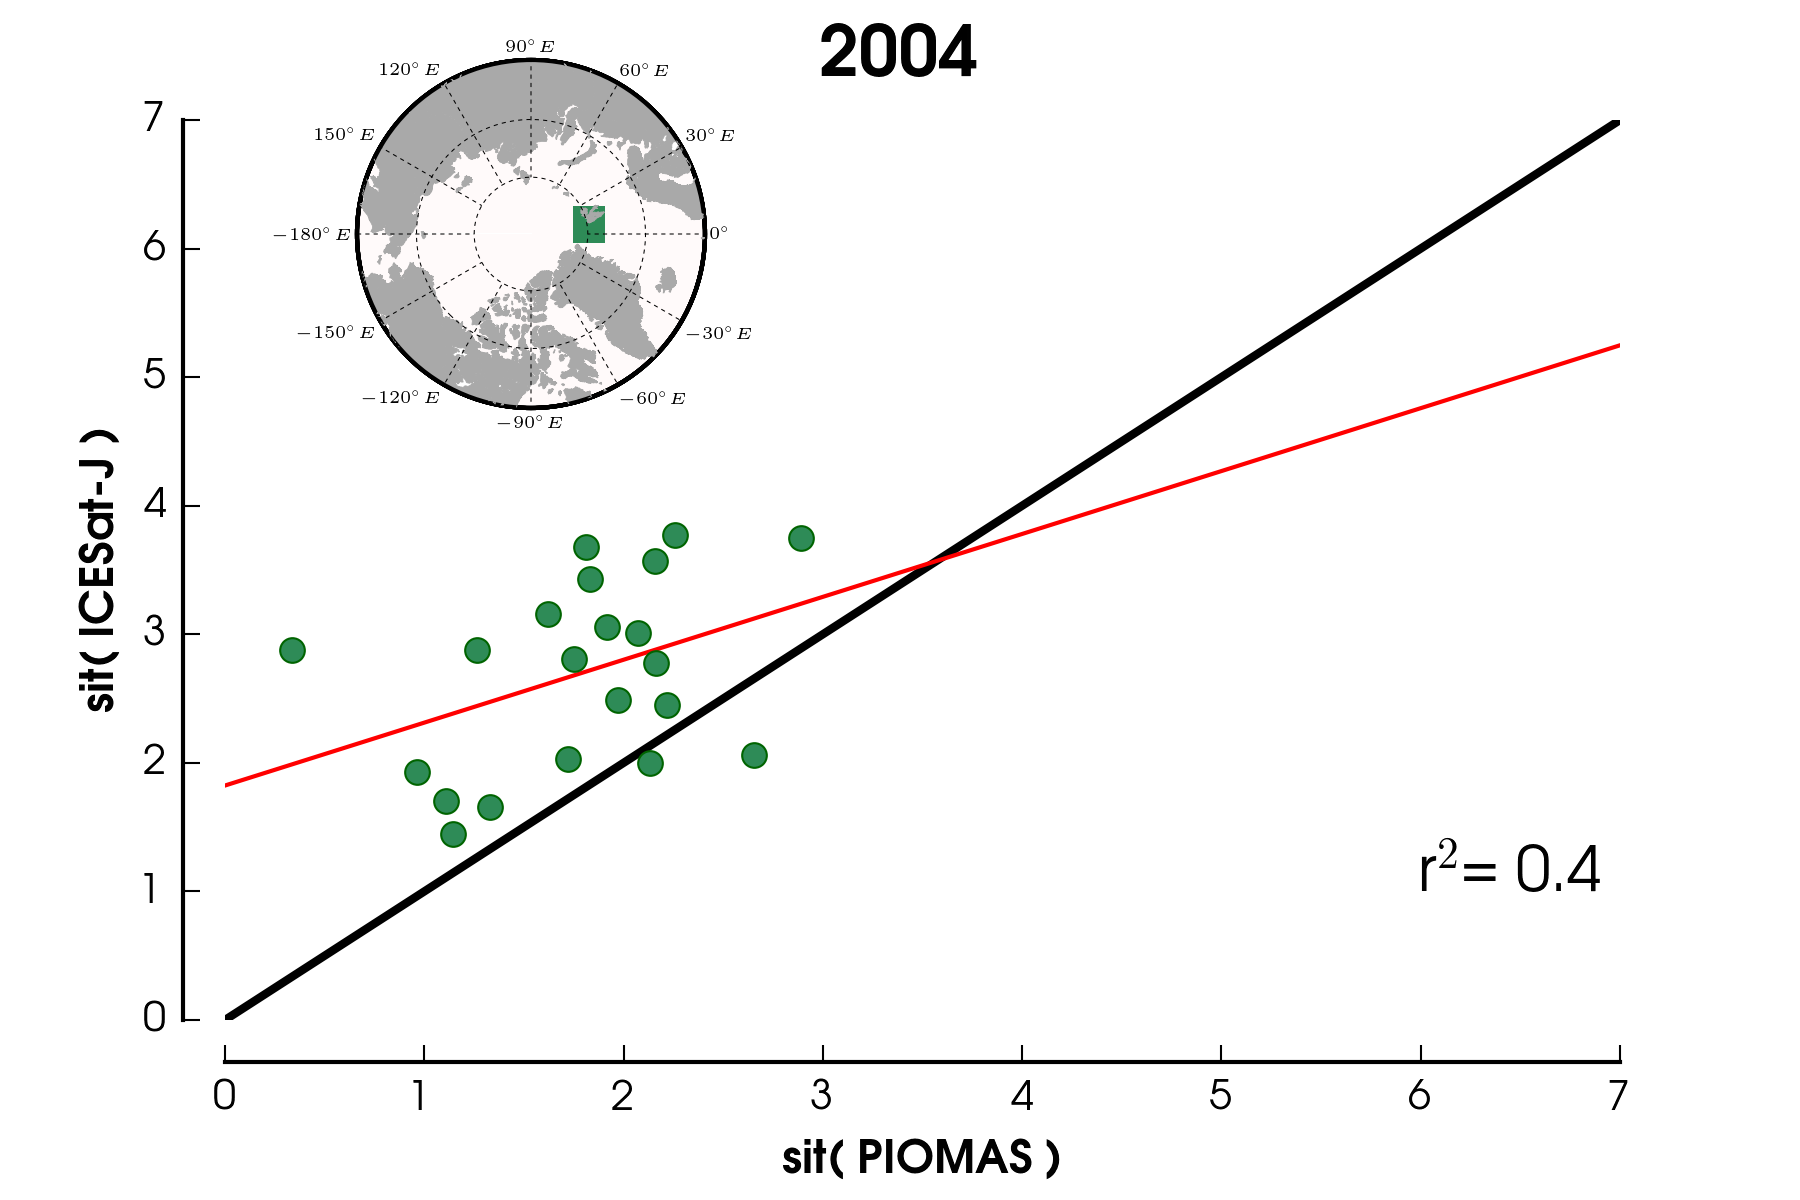 2004
90° E
120° E
60° E
150° E
30° E
−180° E
0°
−150° E
−30° E
−120° E
−60° E
−90° E
7
6
5
4
3
2
1
0
sit( ICESat-J )
r²= 0.4
0 1 2 3 4 5 6 7
sit( PIOMAS )